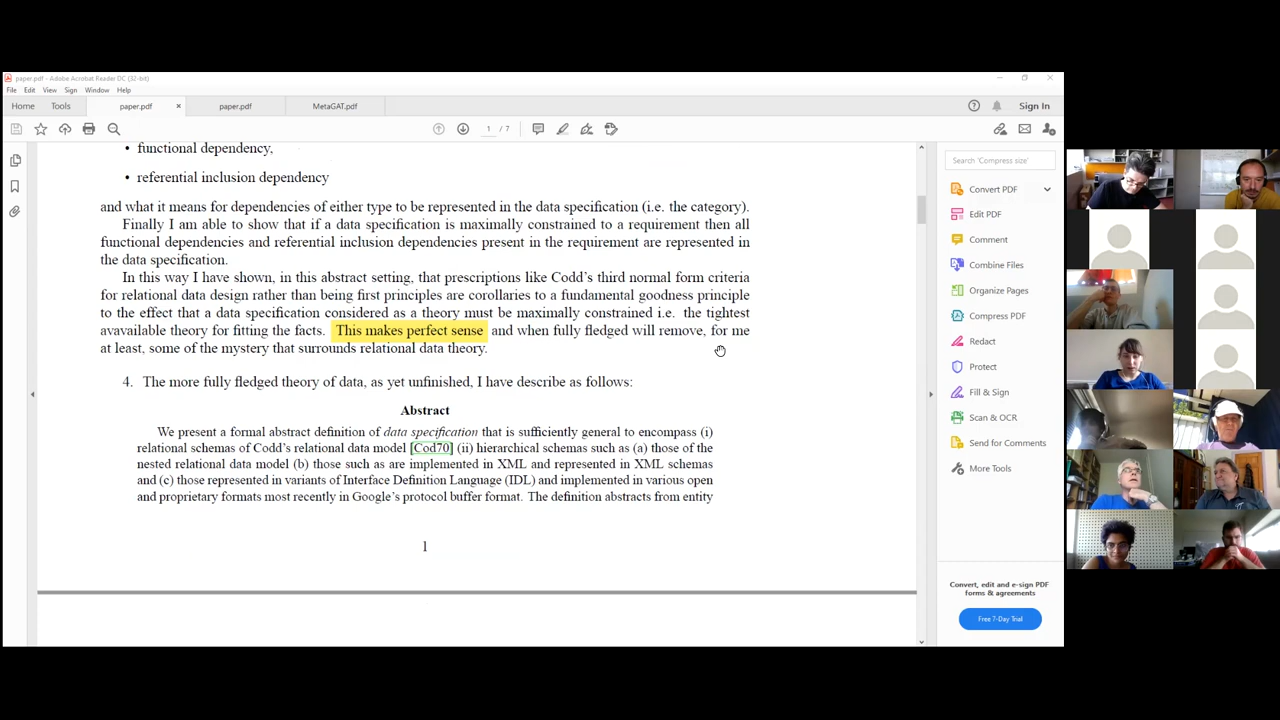 paper.pdf - Adobe Acrobat Reader DC (32-bit)
File Edit View Sign Window Help
Home Tools paper.pdf × paper.pdf MetaGAT.pdf Sign In
1 / 7
• functional dependency,
• referential inclusion dependency
and what it means for dependencies of either type to be represented in the data specification (i.e. the category).
Finally I am able to show that if a data specification is maximally constrained to a requirement then all
functional dependencies and referential inclusion dependencies present in the requirement are represented in
the data specification.
In this way I have shown, in this abstract setting, that prescriptions like Codd's third normal form criteria
for relational data design rather than being first principles are corollaries to a fundamental goodness principle
to the effect that a data specification considered as a theory must be maximally constrained i.e. the tightest
avavailable theory for fitting the facts. This makes perfect sense and when fully fledged will remove, for me
at least, some of the mystery that surrounds relational data theory.
4. The more fully fledged theory of data, as yet unfinished, I have describe as follows:
Abstract
We present a formal abstract definition of data specification that is sufficiently general to encompass (i)
relational schemas of Codd's relational data model [Cod70] (ii) hierarchical schemas such as (a) those of the
nested relational data model (b) those such as are implemented in XML and represented in XML schemas
and (c) those represented in variants of Interface Definition Language (IDL) and implemented in various open
and proprietary formats most recently in Google's protocol buffer format. The definition abstracts from entity
1
Search 'Compress size'
Convert PDF
Edit PDF
Comment
Combine Files
Organize Pages
Compress PDF
Redact
Protect
Fill & Sign
Scan & OCR
Send for Comments
More Tools
Convert, edit and e-sign PDF
forms & agreements
Free 7-Day Trial